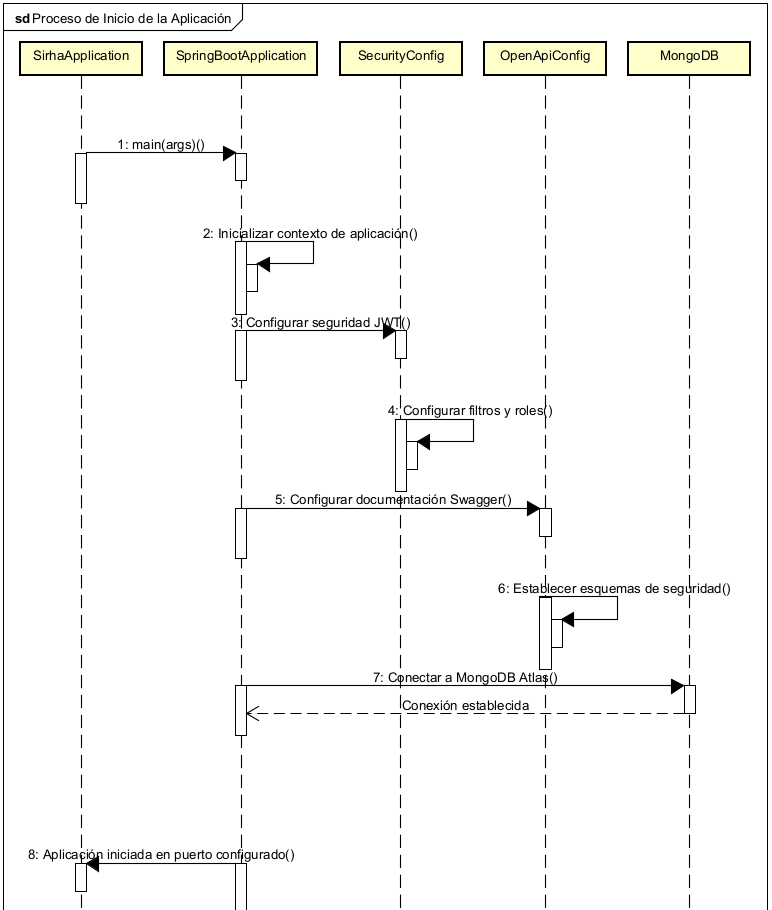 sd Proceso de Inicio de la Aplicación
SirhaApplication
SpringBootApplication
SecurityConfig
OpenApiConfig
MongoDB
1: main(args)()
2: Inicializar contexto de aplicación()
3: Configurar seguridad JWT()
4: Configurar filtros y roles()
5: Configurar documentación Swagger()
6: Establecer esquemas de seguridad()
7: Conectar a MongoDB Atlas()
Conexión establecida
8: Aplicación iniciada en puerto configurado()